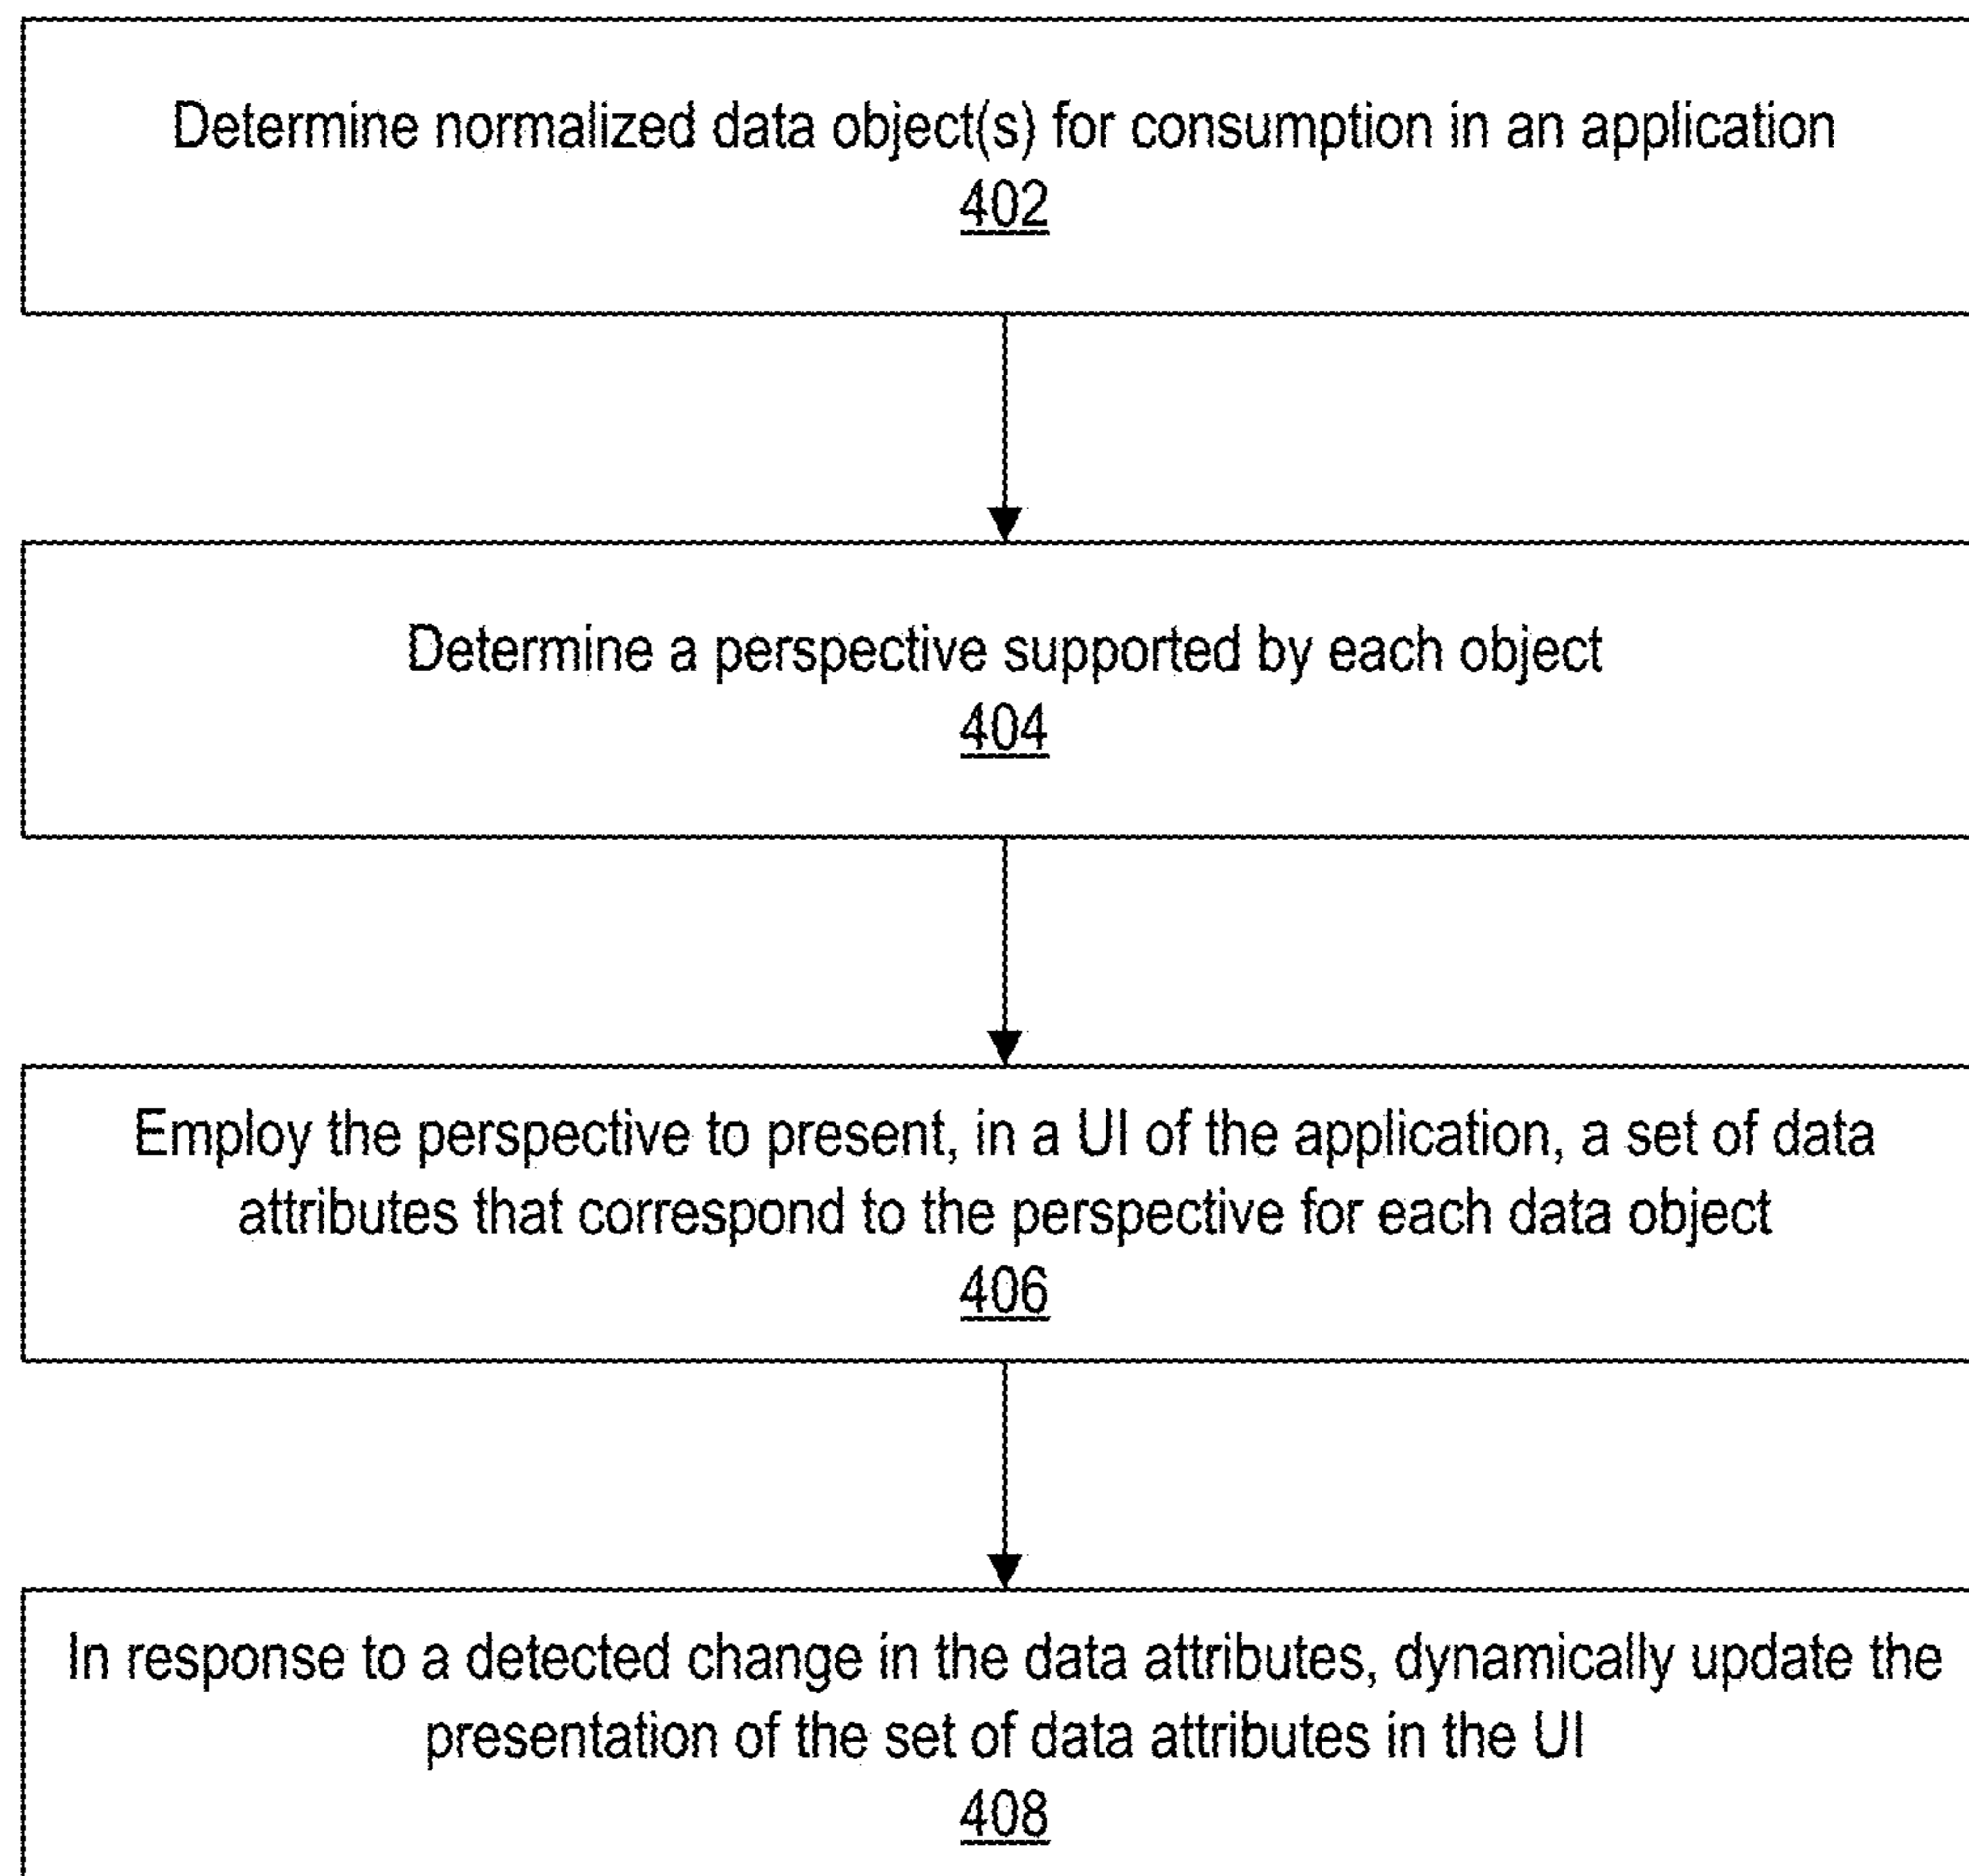 Determine normalized data object(s) for consumption in an application
402
Determine a perspective supported by each object
404
Employ the perspective to present, in a UI of the application, a set of data
attributes that correspond to the perspective for each data object
406
In response to a detected change in the data attributes, dynamically update the
presentation of the set of data attributes in the UI
408